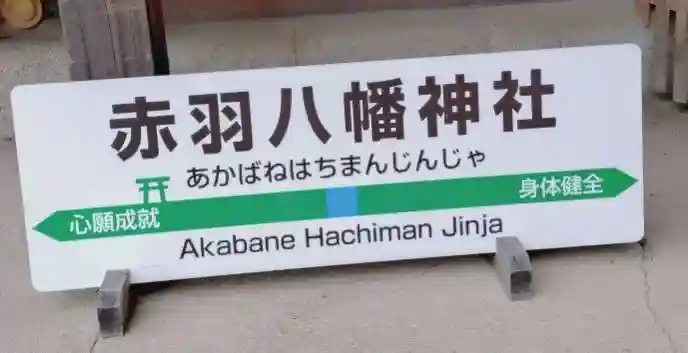 赤羽八幡神社
あかばねはちまんじんじゃ
心願成就
身体健全
Akabane Hachiman Jinja